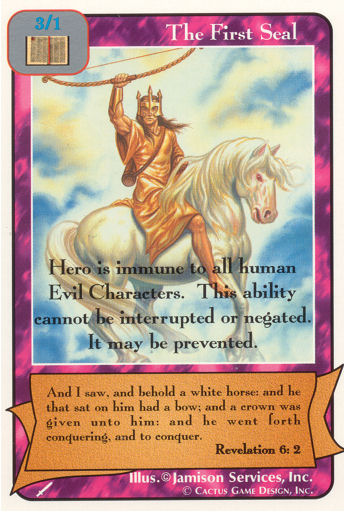 3/1
The First Seal
Hero is immune to all human
Evil Characters. This ability
cannot be interrupted or negated.
It may be prevented.
And I saw, and behold a white horse: and he
that sat on him had a bow; and a crown was
given unto him: and he went forth
conquering, and to conquer.
Revelation 6: 2
Illus.©Jamison Services, Inc.
© Cactus Game Design, Inc.